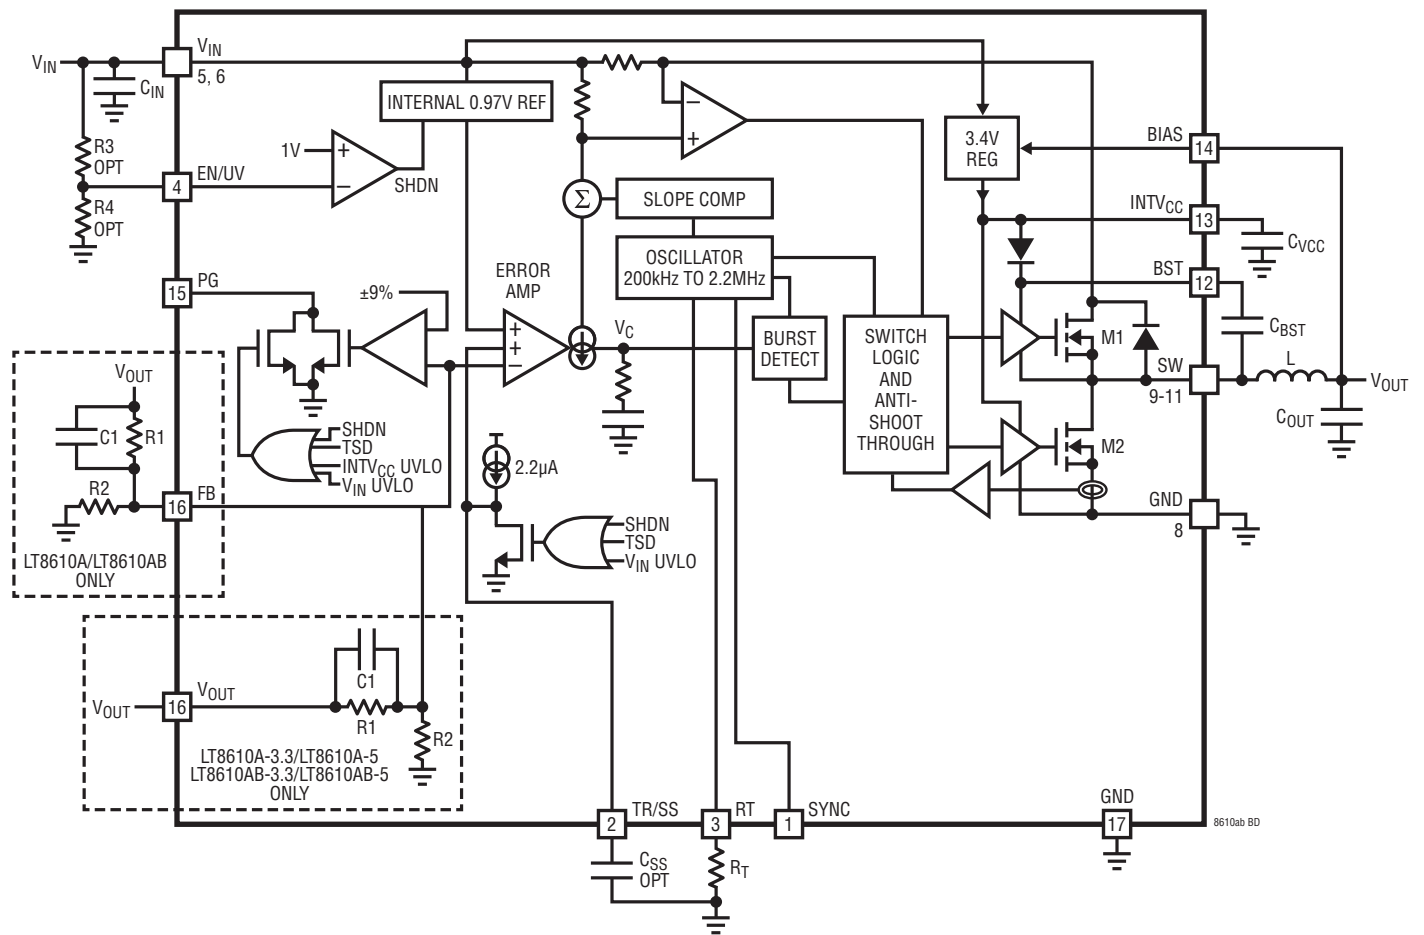 VIN
VIN
5, 6
CIN
R3
OPT
R4
OPT
4
EN/UV
1V
+
–
SHDN
INTERNAL 0.97V REF
–
+
3.4V
REG
BIAS
14
INTVCC
13
CVCC
BST
12
CBST
Σ
SLOPE COMP
OSCILLATOR
200kHz TO 2.2MHz
BURST
DETECT
SWITCH
LOGIC
AND
ANTI-
SHOOT
THROUGH
M1
SW
9-11
L
VOUT
COUT
M2
GND
8
15
PG
±9%
ERROR
AMP
+
+
–
VC
SHDN
TSD
INTVCC UVLO
VIN UVLO
2.2µA
SHDN
TSD
VIN UVLO
VOUT
C1
R1
R2
16
FB
LT8610A/LT8610AB
ONLY
VOUT
16
VOUT
C1
R1
R2
LT8610A-3.3/LT8610A-5
LT8610AB-3.3/LT8610AB-5
ONLY
2
TR/SS
3
RT
1
SYNC
GND
17
8610ab BD
CSS
OPT
RT